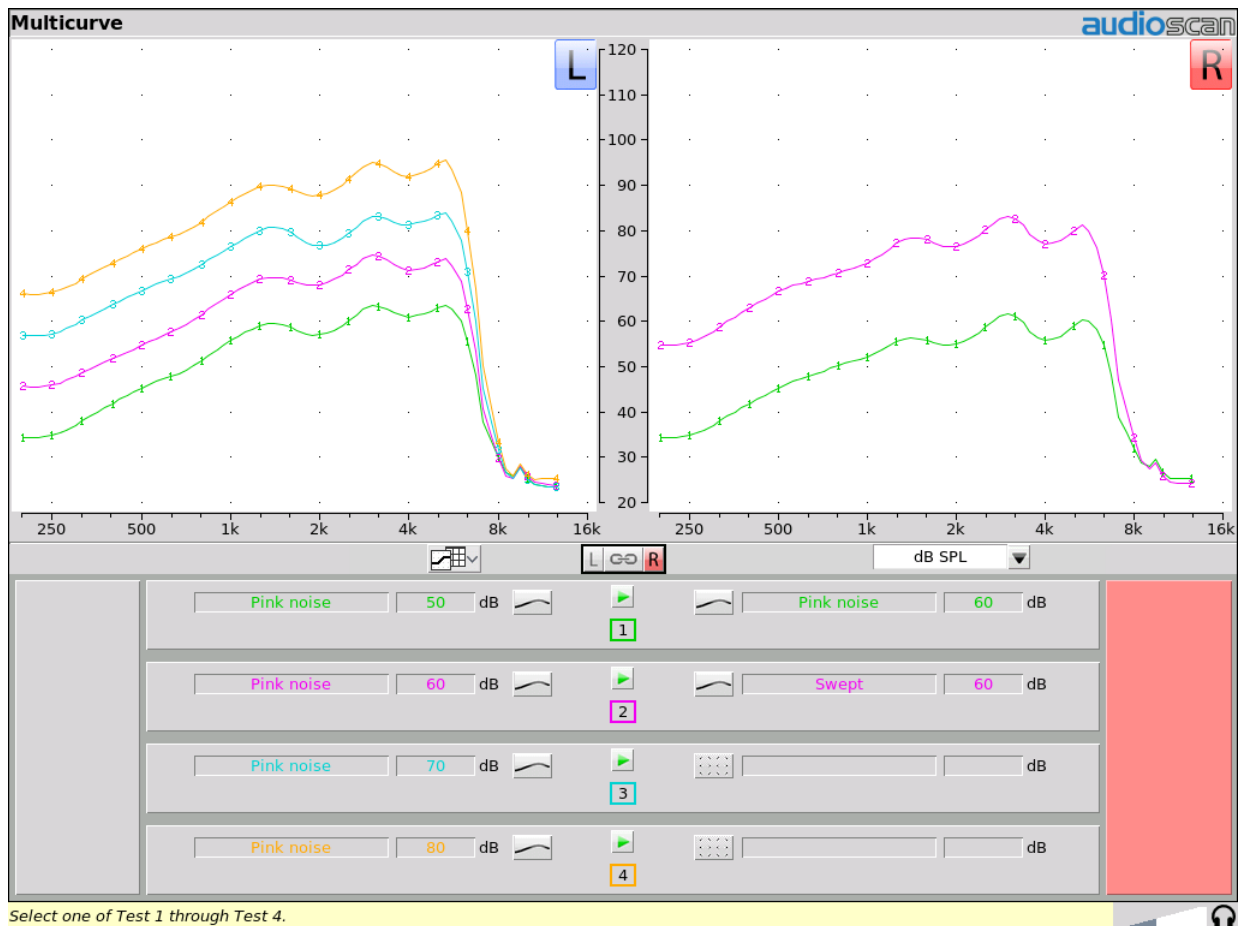 Multicurve
audioscan
L
R
120
110
100
90
80
70
60
50
40
30
20
250 500 1k 2k 4k 8k 16k
250 500 1k 2k 4k 8k 16k
L R
dB SPL
Pink noise 50 dB
Pink noise 60 dB
1
Pink noise 60 dB
Swept 60 dB
2
Pink noise 70 dB
dB
3
Pink noise 80 dB
dB
4
Select one of Test 1 through Test 4.